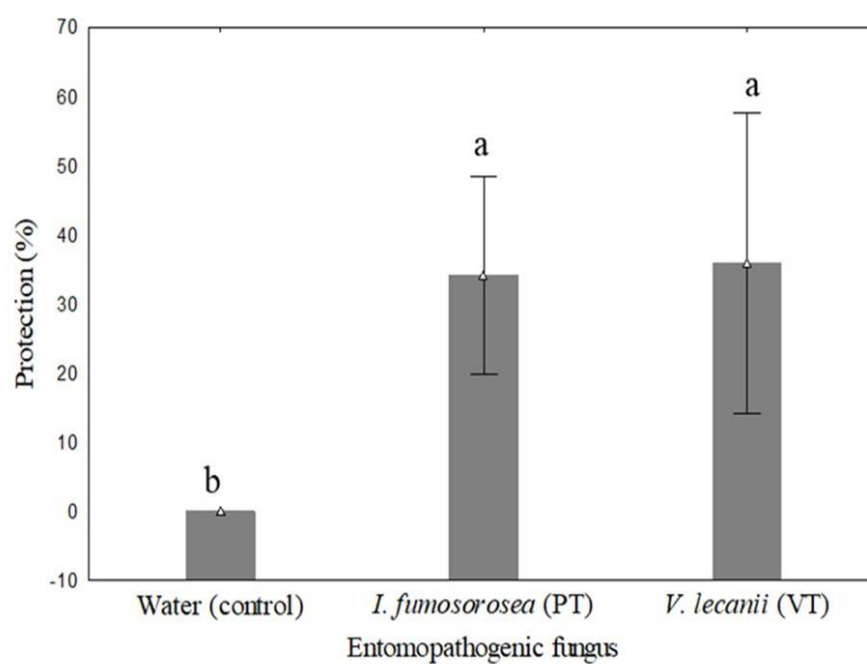 70
60
50
40
30
20
10
0
-10
Protection (%)
b
a
a
Water (control)
I. fumosorosea (PT)
V. lecanii (VT)
Entomopathogenic fungus